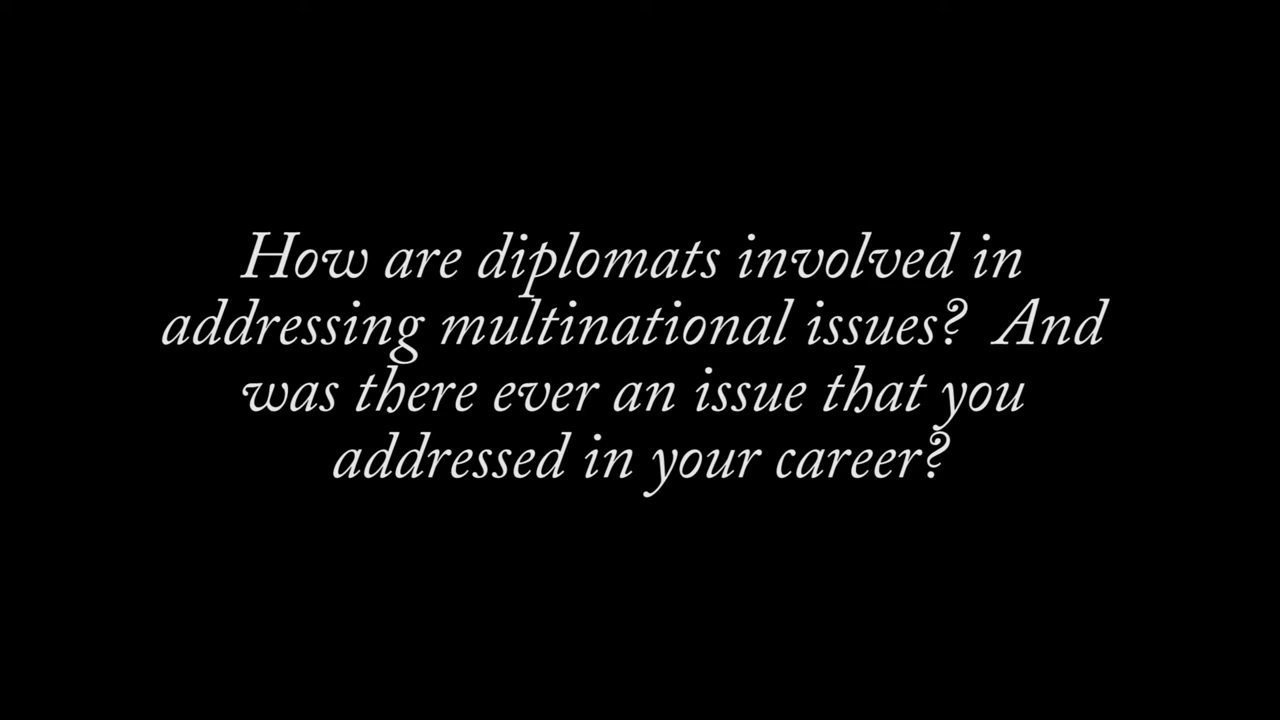 How are diplomats involved in
addressing multinational issues?  And
was there ever an issue that you
addressed in your career?